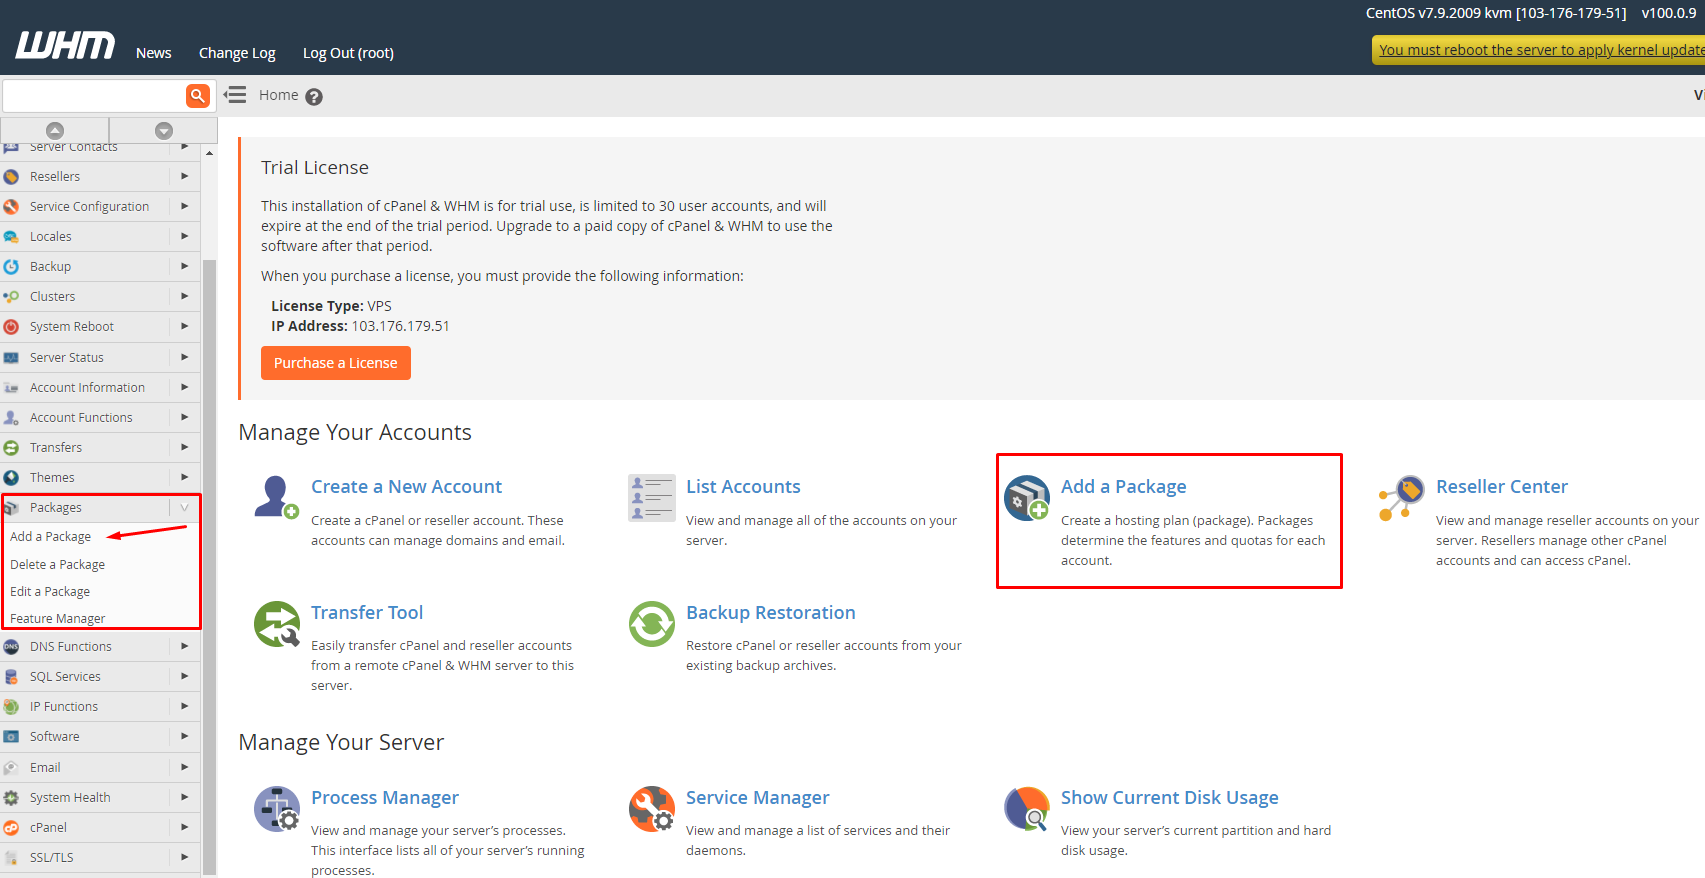 CentOS v7.9.2009 kvm [103-176-179-51] v100.0.9
WHM
News Change Log Log Out (root)
You must reboot the server to apply kernel update
Home
Server Contacts
Resellers
Service Configuration
Locales
Backup
Clusters
System Reboot
Server Status
Account Information
Account Functions
Transfers
Themes
Packages
Add a Package
Delete a Package
Edit a Package
Feature Manager
DNS Functions
SQL Services
IP Functions
Software
Email
System Health
cPanel
SSL/TLS
Trial License
This installation of cPanel & WHM is for trial use, is limited to 30 user accounts, and will
expire at the end of the trial period. Upgrade to a paid copy of cPanel & WHM to use the
software after that period.
When you purchase a license, you must provide the following information:
License Type: VPS
IP Address: 103.176.179.51
Purchase a License
Manage Your Accounts
Create a New Account
Create a cPanel or reseller account. These
accounts can manage domains and email.
List Accounts
View and manage all of the accounts on your
server.
Add a Package
Create a hosting plan (package). Packages
determine the features and quotas for each
account.
Reseller Center
View and manage reseller accounts on your
server. Resellers manage other cPanel
accounts and can access cPanel.
Transfer Tool
Easily transfer cPanel and reseller accounts
from a remote cPanel & WHM server to this
server.
Backup Restoration
Restore cPanel or reseller accounts from your
existing backup archives.
Manage Your Server
Process Manager
View and manage your server's processes.
This interface lists all of your server's running
processes.
Service Manager
View and manage a list of services and their
daemons.
Show Current Disk Usage
View your server's current partition and hard
disk usage.